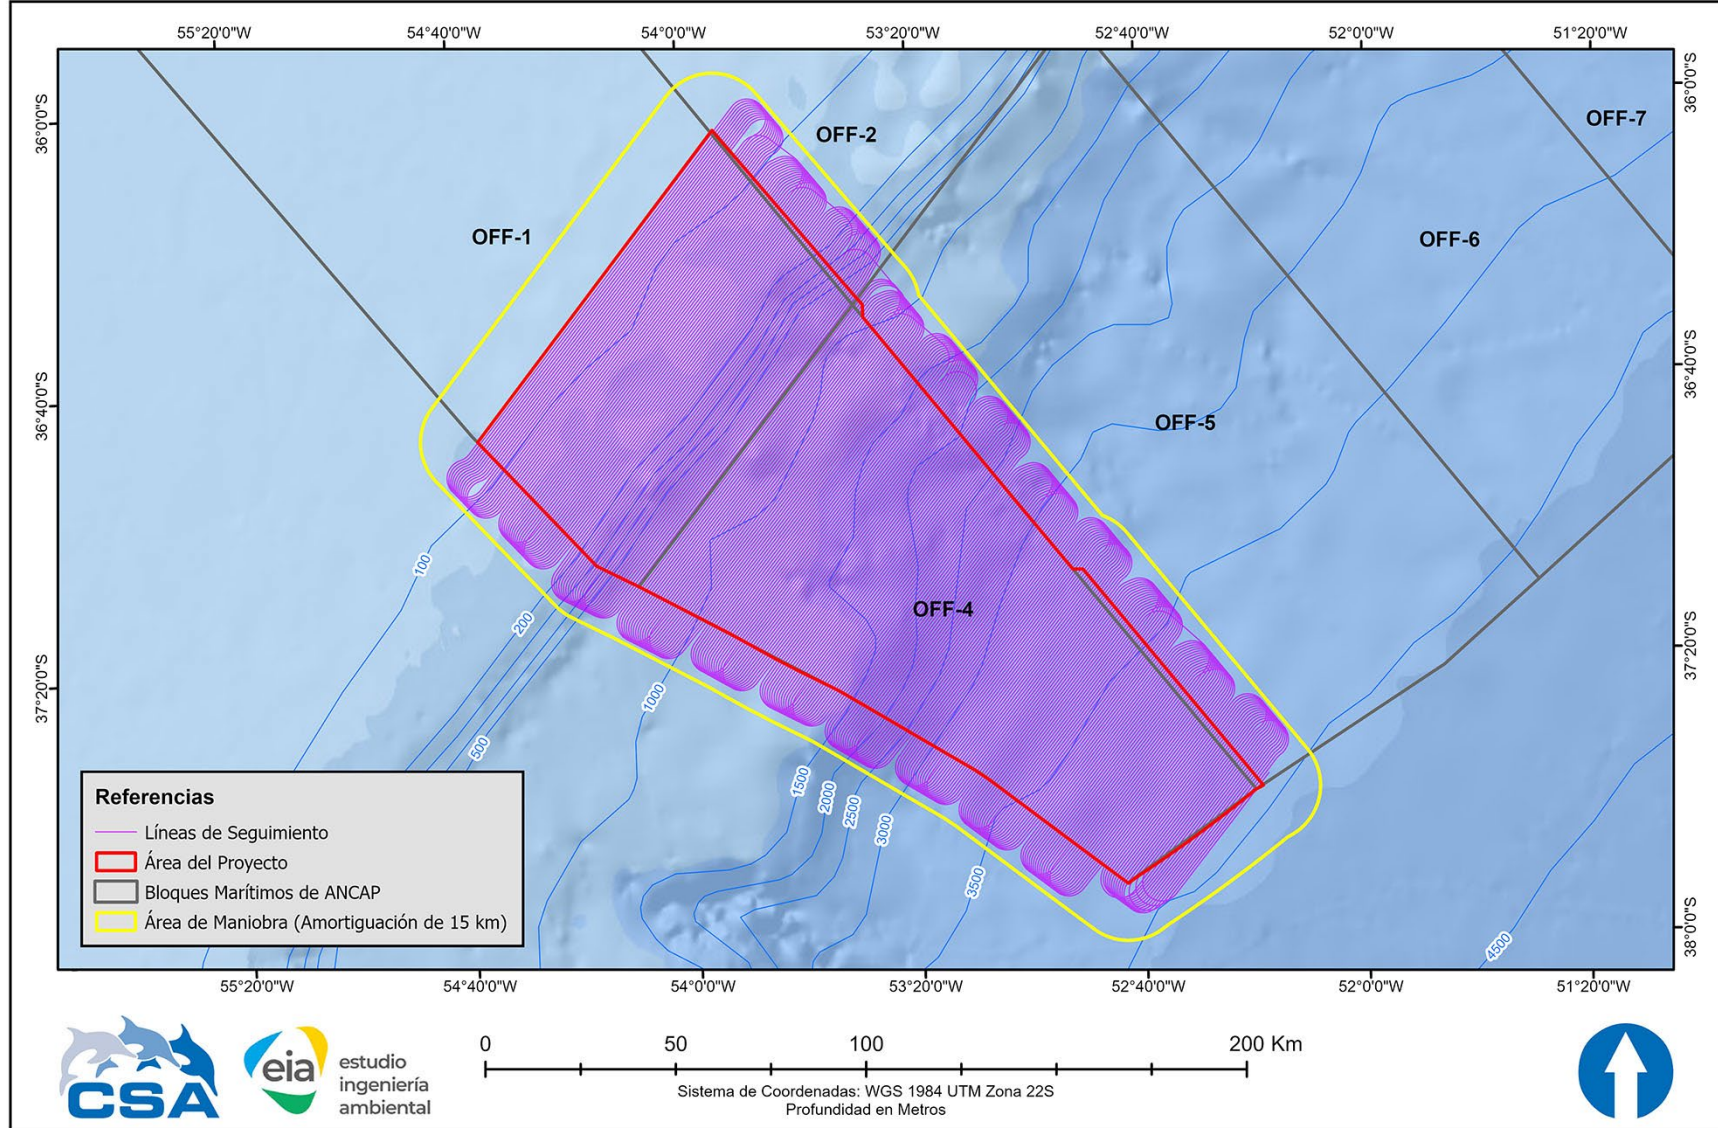 55°20'0"W 54°40'0"W 54°0'0"W 53°20'0"W 52°40'0"W 52°0'0"W 51°20'0"W
36°0'0"S
36°0'0"S
OFF-7
OFF-2
OFF-1
OFF-6
36°40'0"S
36°40'0"S
OFF-5
100
OFF-4
200
37°20'0"S
37°20'0"S
1000
500
1500
2000
2500
3000
3500
4500
38°0'0"S
Referencias
Líneas de Seguimiento
Área del Proyecto
Bloques Marítimos de ANCAP
Área de Maniobra (Amortiguación de 15 km)
55°20'0"W 54°40'0"W 54°0'0"W 53°20'0"W 52°40'0"W 52°0'0"W 51°20'0"W
CSA
eia
estudio
ingeniería
ambiental
0 50 100 200 Km
Sistema de Coordenadas: WGS 1984 UTM Zona 22S
Profundidad en Metros